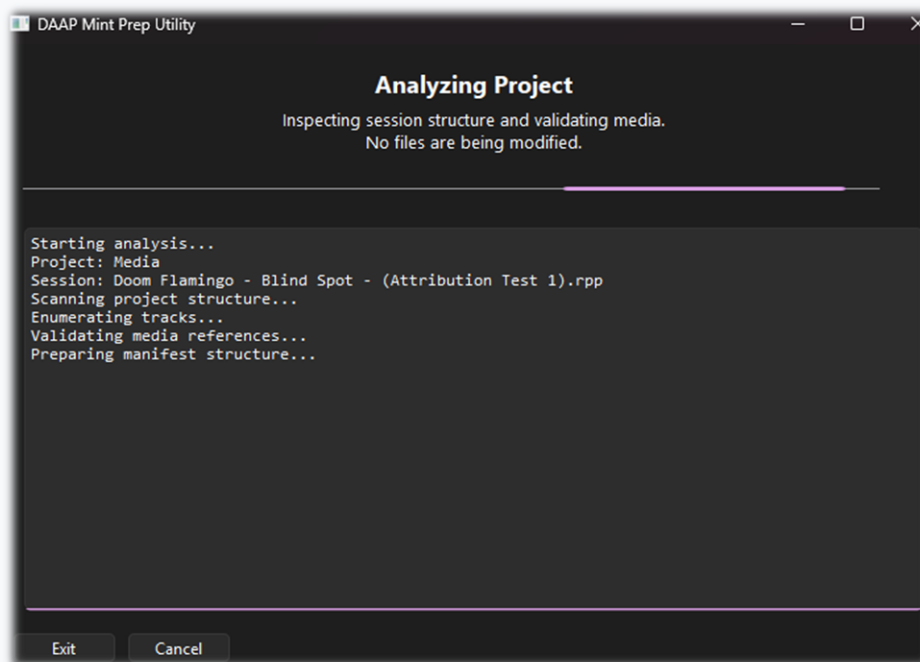 DAAP Mint Prep Utility
Analyzing Project
Inspecting session structure and validating media.
No files are being modified.
Starting analysis...
Project: Media
Session: Doom Flamingo - Blind Spot - (Attribution Test 1).rpp
Scanning project structure...
Enumerating tracks...
Validating media references...
Preparing manifest structure...
Exit
Cancel